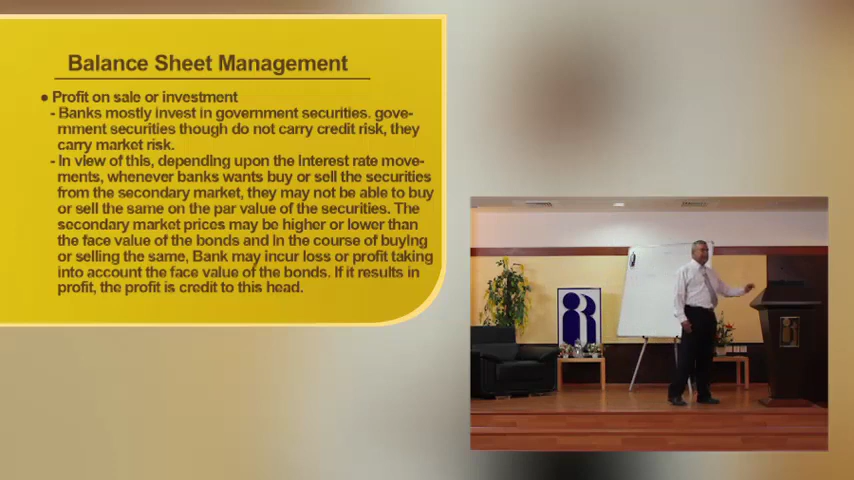 Balance Sheet Management
● Profit on sale or investment
- Banks mostly invest in government securities. gove-
rnment securities though do not carry credit risk, they
carry market risk.
- In view of this, depending upon the interest rate move-
ments, whenever banks wants buy or sell the securities
from the secondary market, they may not be able to buy
or sell the same on the par value of the securities. The
secondary market prices may be higher or lower than
the face value of the bonds and in the course of buying
or selling the same, Bank may incur loss or profit taking
into account the face value of the bonds. If it results in
profit, the profit is credit to this head.